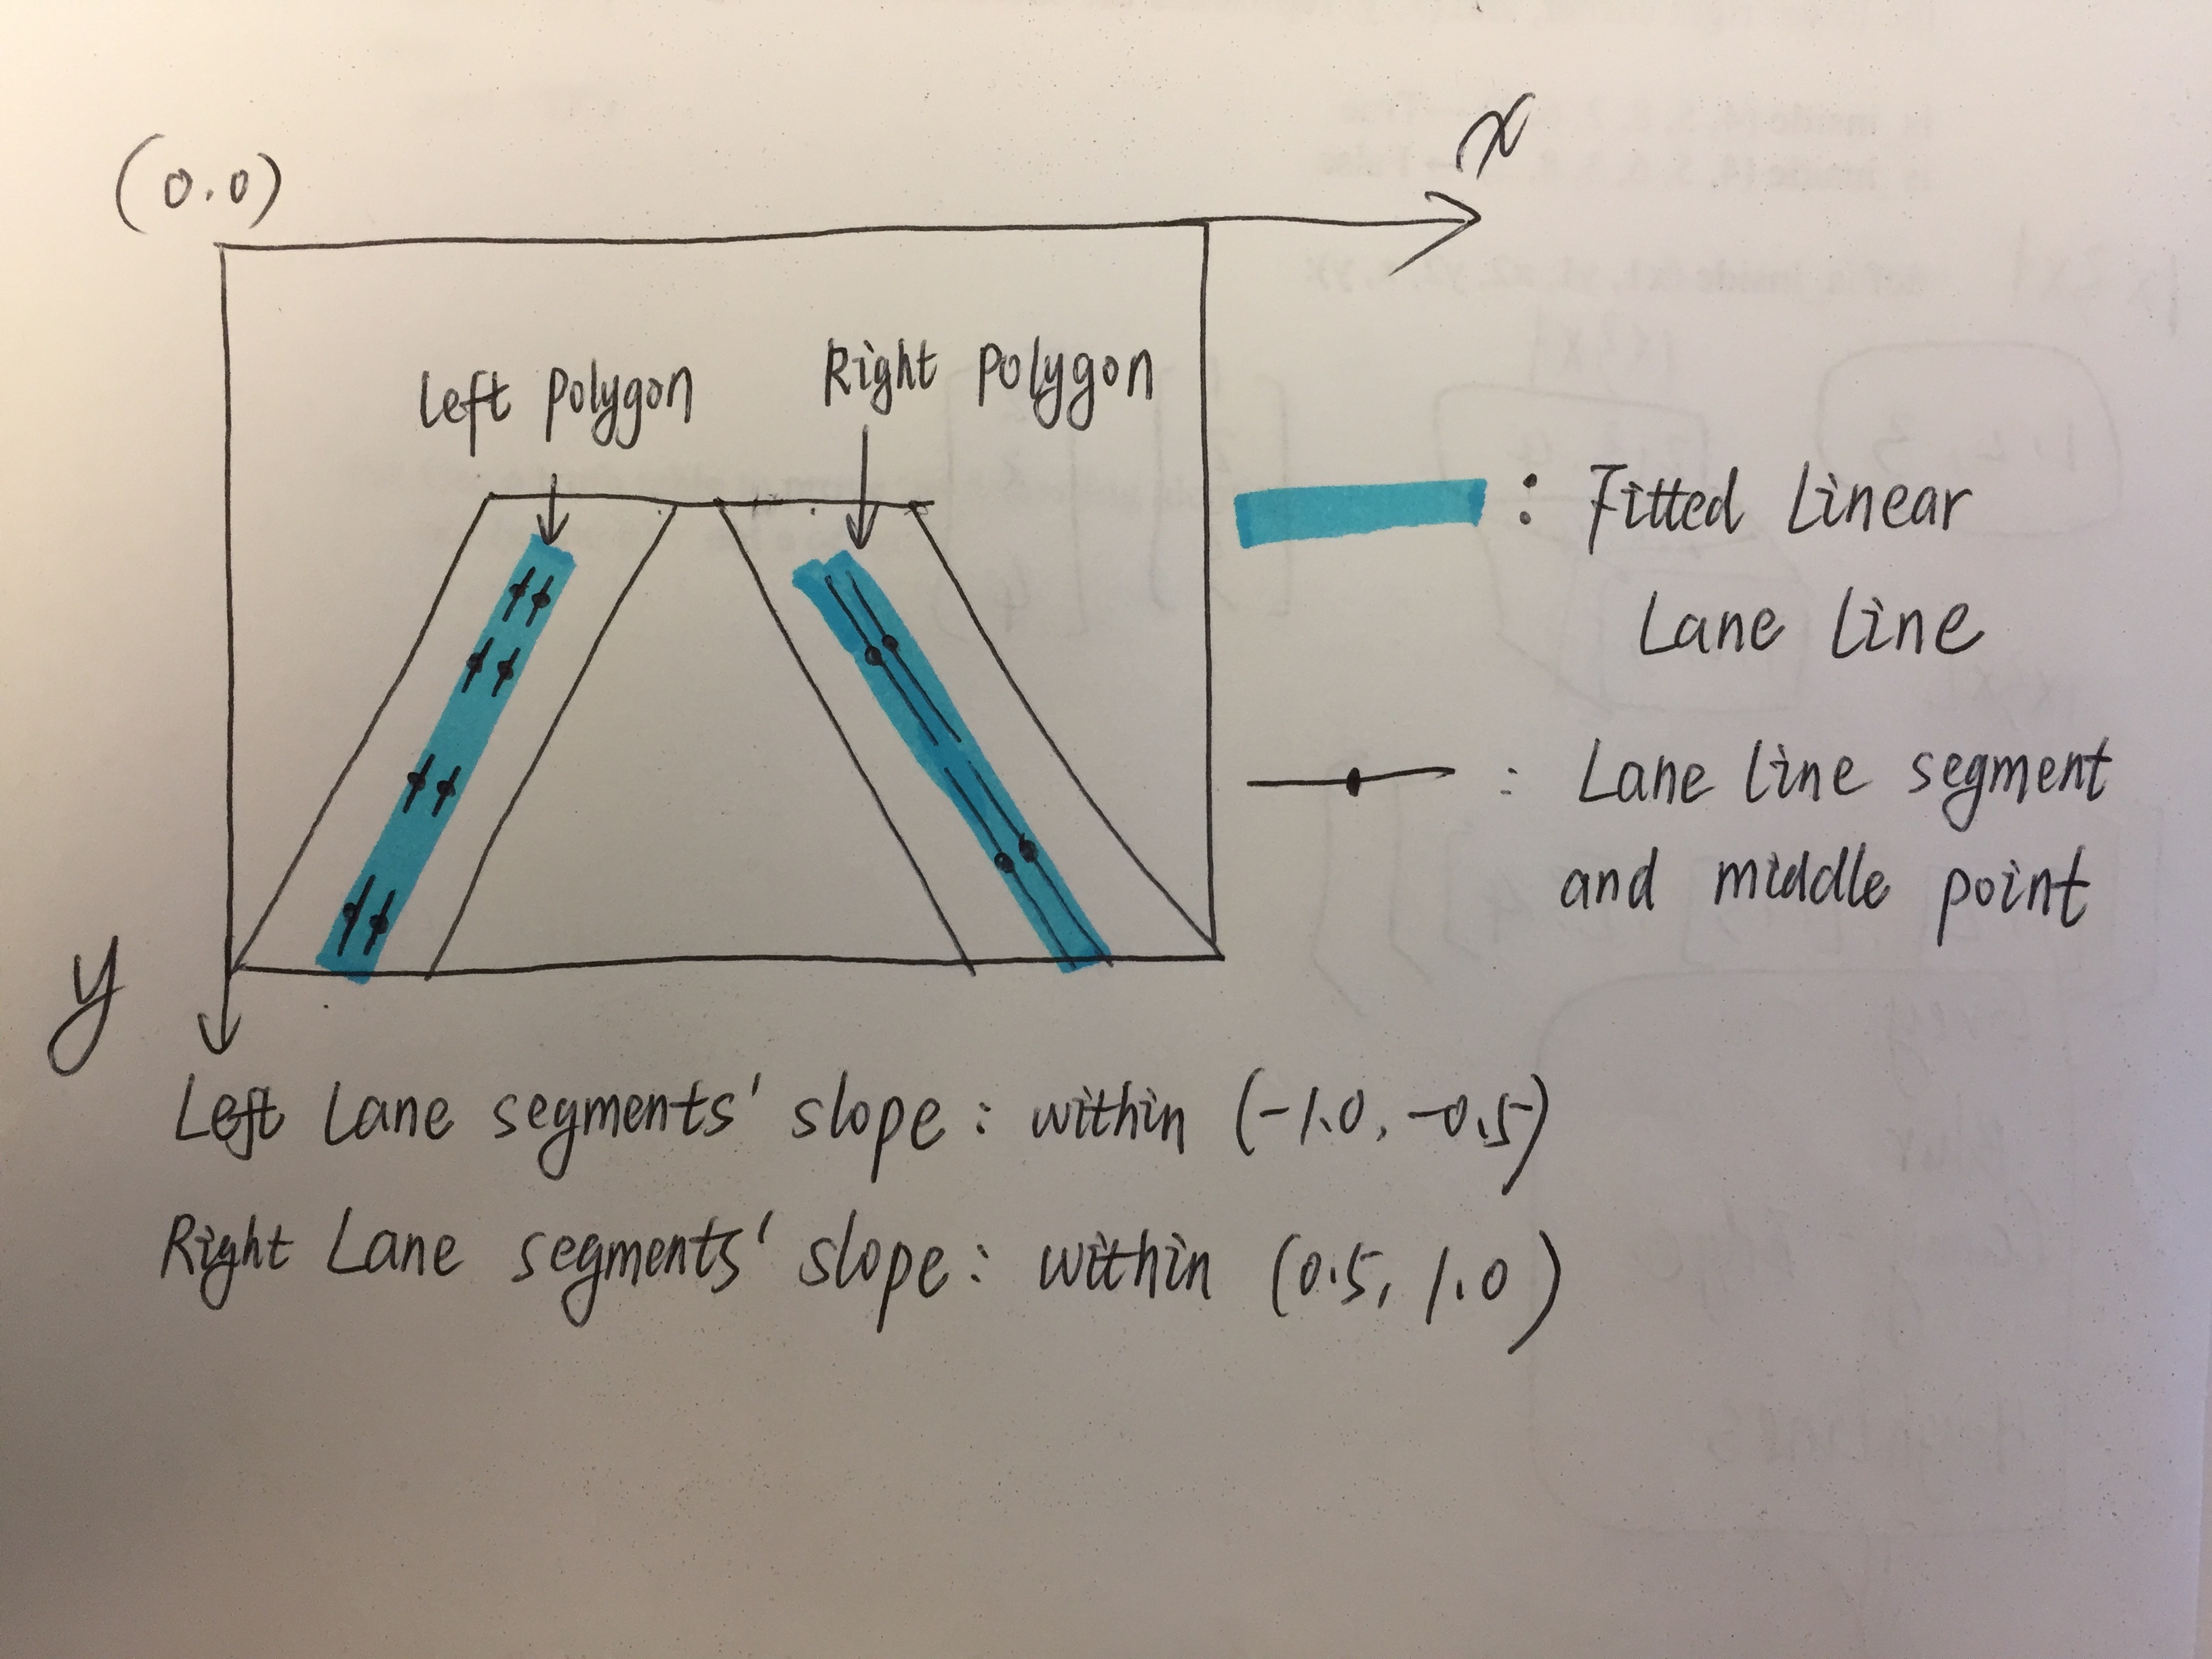 (0.0)
x
Left Polygon
Right Polygon
: Fitted Linear
Lane Line
: Lane Line segment
and middle point
y
Left Lane segments' slope : within (-1.0, -0.5)
Right Lane segments' slope : within (0.5, 1.0)